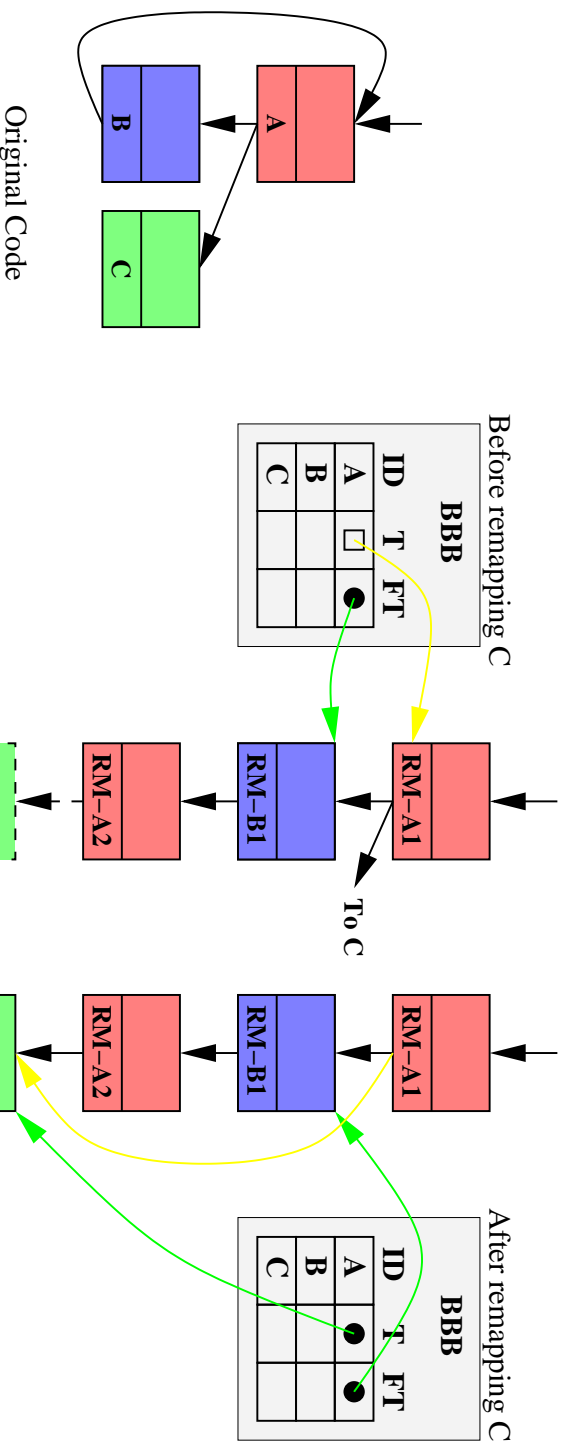 A
B
C
Original Code
Before remapping C
BBB
ID T FT
A
B
C
RM-A1
To C
RM-B1
RM-A2
RM-A1
RM-B1
RM-A2
After remapping C
BBB
ID T FT
A
B
C